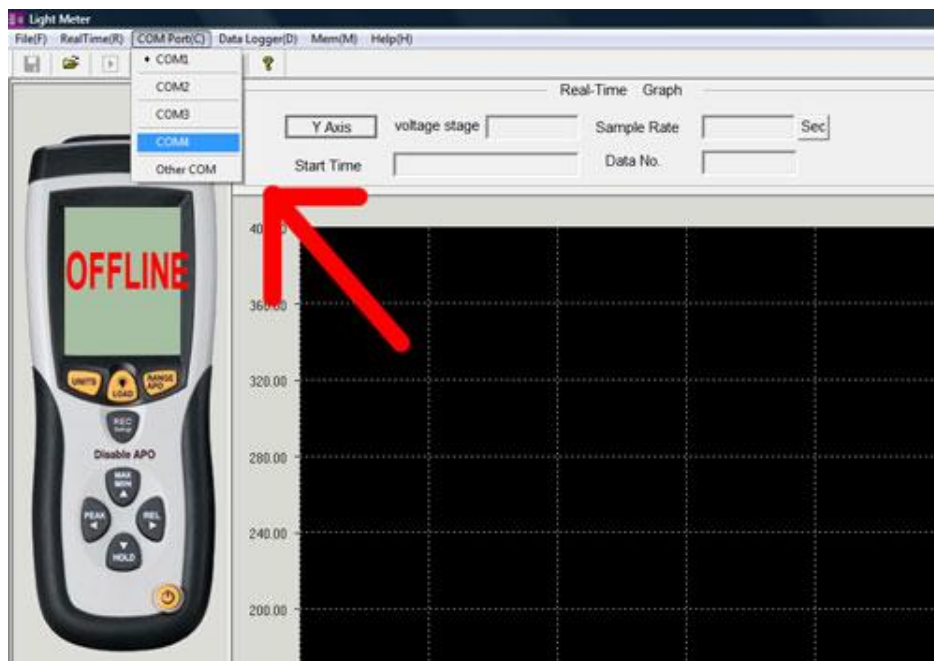 Light Meter
File(F) RealTime(R) COM Port(C) Data Logger(D) Mem(M) Help(H)
COM1
COM2
COM3
COM4
Other COM
Real-Time Graph
Y Axis voltage stage Sample Rate Sec
Start Time Data No.
OFFLINE
360.00
320.00
280.00
240.00
200.00
UNITS LOAD RANGE APO
REC
Disable APO
MAX
MIN
PEAK REL
HOLD